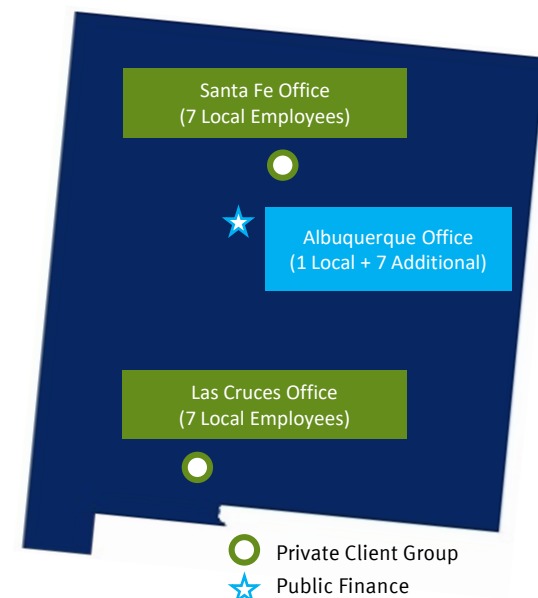 Santa Fe Office
(7 Local Employees)
Albuquerque Office
(1 Local + 7 Additional)
Las Cruces Office
(7 Local Employees)
Private Client Group
Public Finance